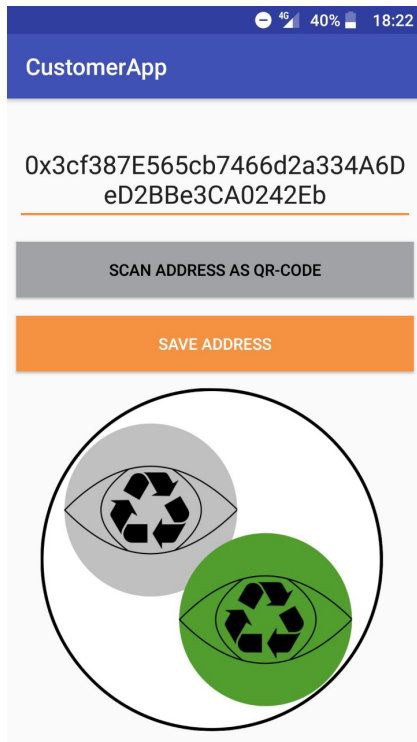 4G 40% 18:22
CustomerApp
0x3cf387E565cb7466d2a334A6D
eD2BBe3CA0242Eb
SCAN ADDRESS AS QR-CODE
SAVE ADDRESS